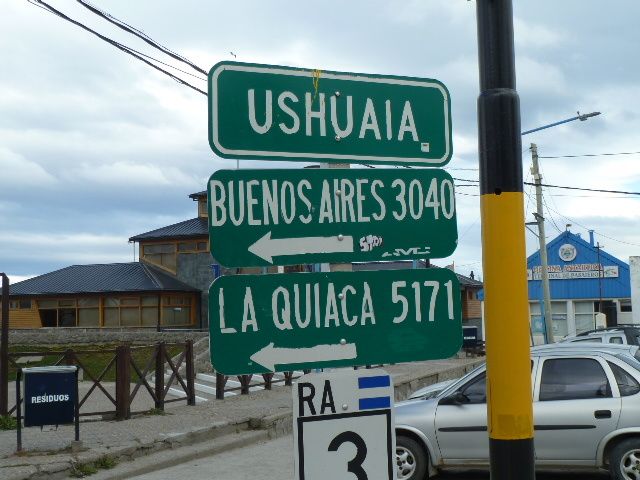 USHUAIA
BUENOS AIRES 3040
LA QUIACA 5171
RA
3
RESIDUOS